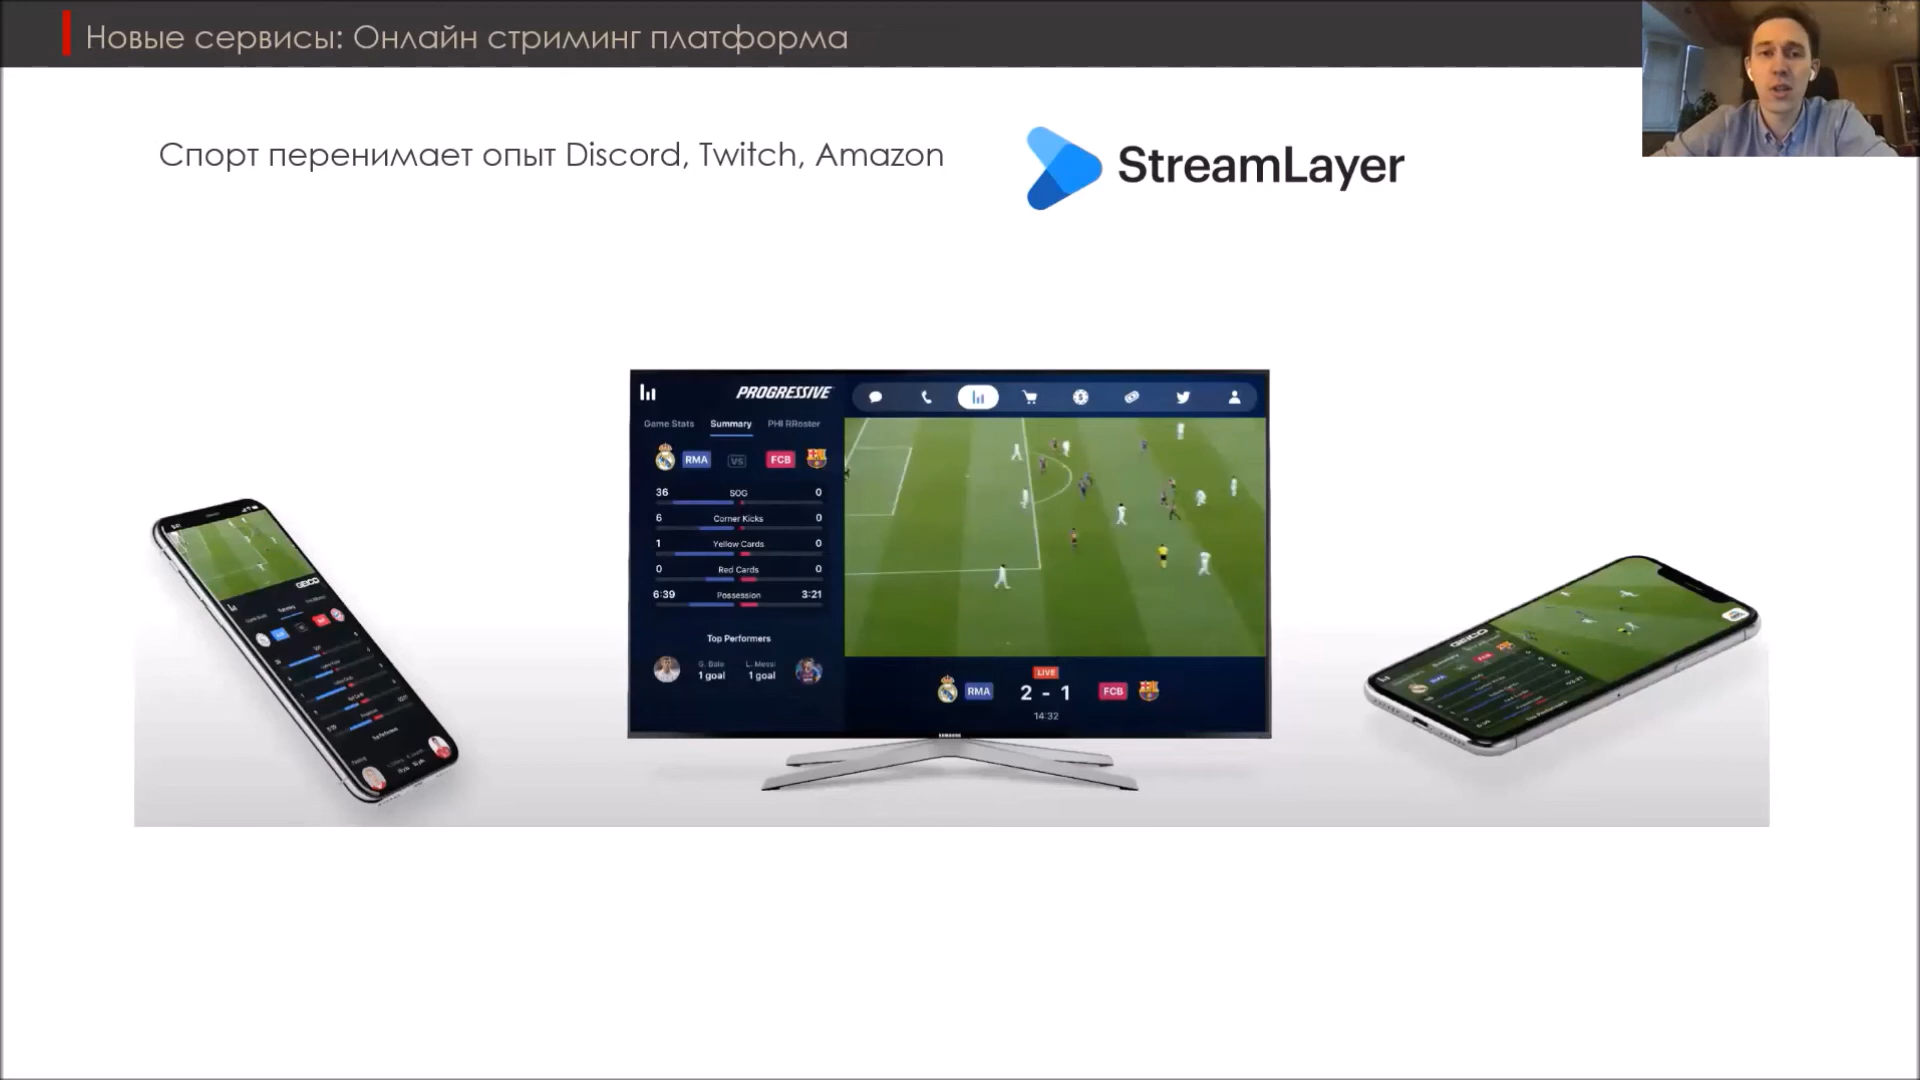 Новые сервисы: Онлайн стриминг платформа
Спорт перенимает опыт Discord, Twitch, Amazon
StreamLayer
PROGRESSIVE
Game Stats Summary PHI RRoster
RMA VS FCB
36 SOG 0
6 Corner Kicks 0
1 Yellow Cards 0
0 Red Cards 0
6:39 Possession 3:21
Top Performers
G. Bale L. Messi
1 goal 1 goal
LIVE
RMA 2 - 1 FCB
14:32
SAMSUNG
GEICO
GEICO